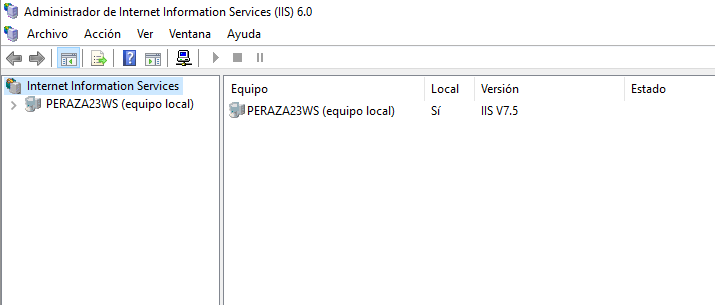 Administrador de Internet Information Services (IIS) 6.0
Archivo Acción Ver Ventana Ayuda
Internet Information Services
PERAZA23WS (equipo local)
Equipo Local Versión Estado
PERAZA23WS (equipo local) Sí IIS V7.5